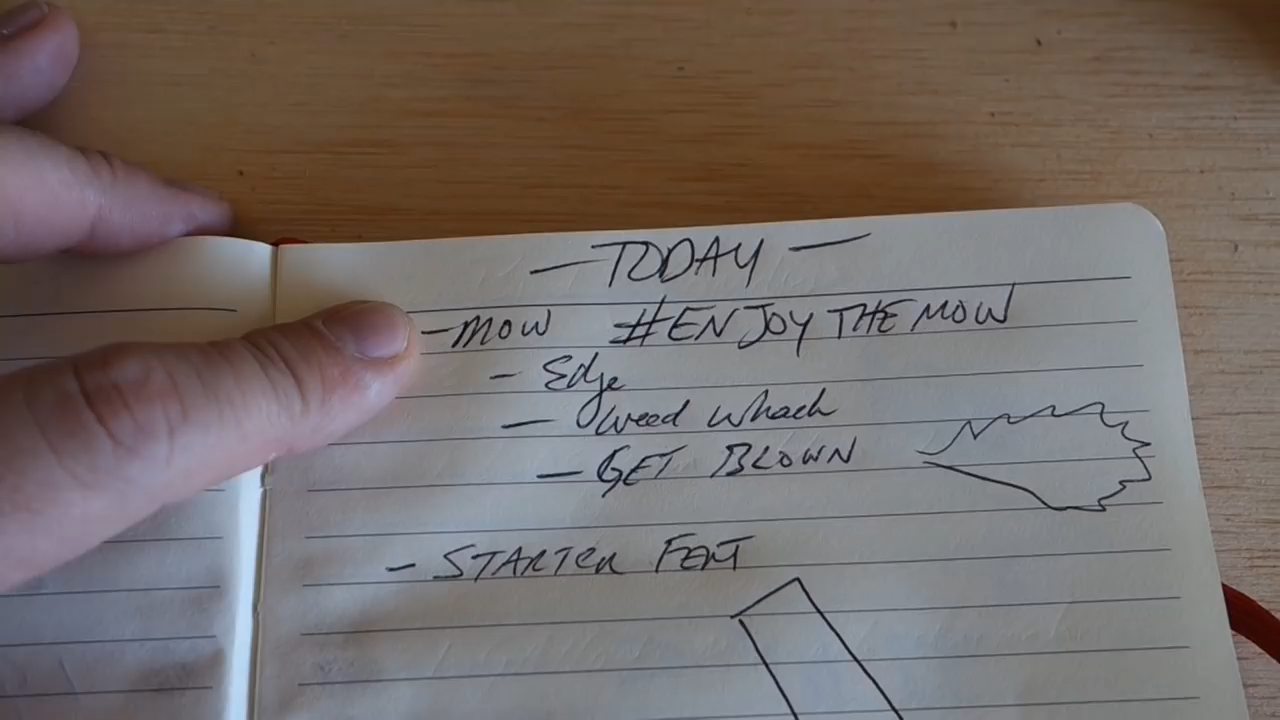 — TODAY —
- MOW #ENJOY THE MOW
- Edge
- Weed Whack
- GET BLOWN
- STARTER FERT